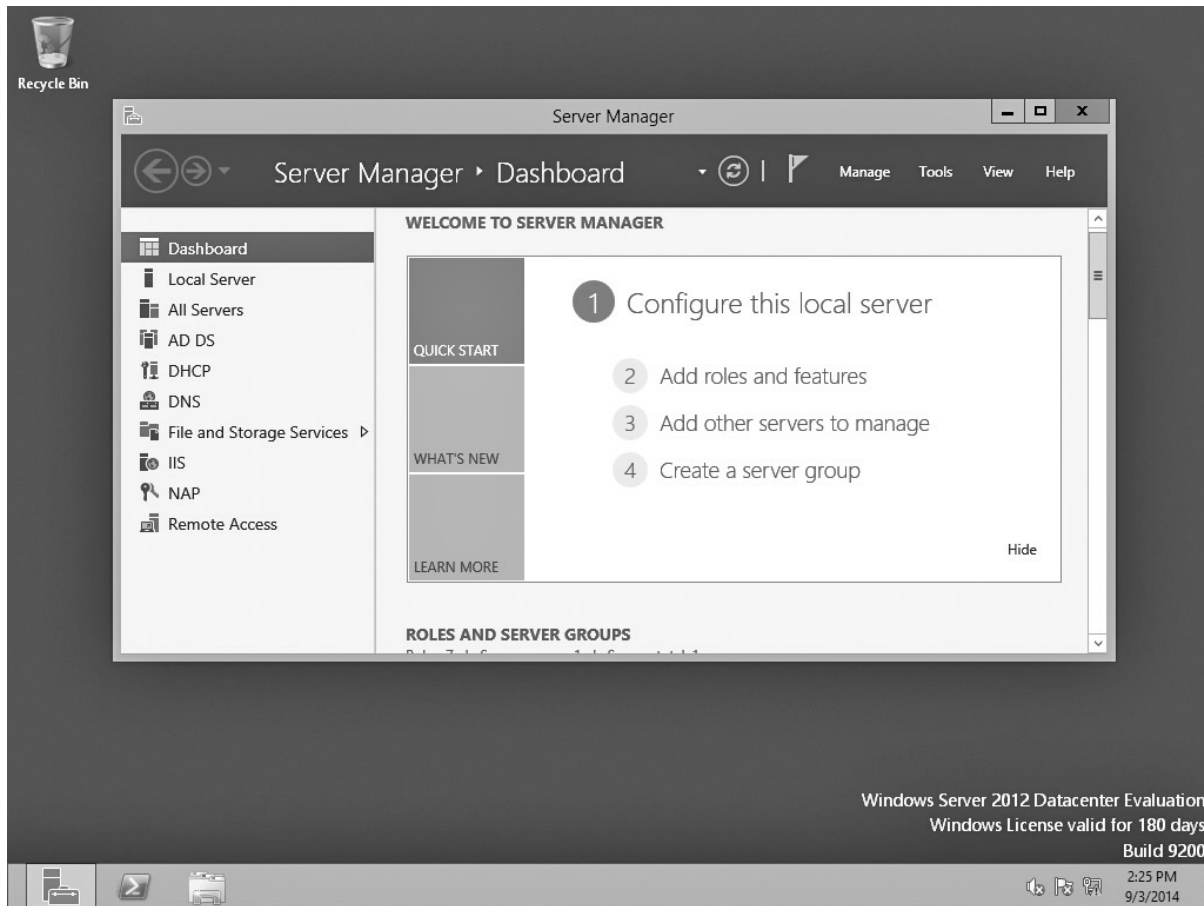 Recycle Bin
Server Manager
Server Manager Dashboard
Manage Tools View Help
Dashboard
Local Server
All Servers
AD DS
DHCP
DNS
File and Storage Services
IIS
NAP
Remote Access
WELCOME TO SERVER MANAGER
QUICK START
WHAT'S NEW
LEARN MORE
1 Configure this local server
2 Add roles and features
3 Add other servers to manage
4 Create a server group
Hide
ROLES AND SERVER GROUPS
Windows Server 2012 Datacenter Evaluation
Windows License valid for 180 days
Build 9200
2:25 PM
9/3/2014